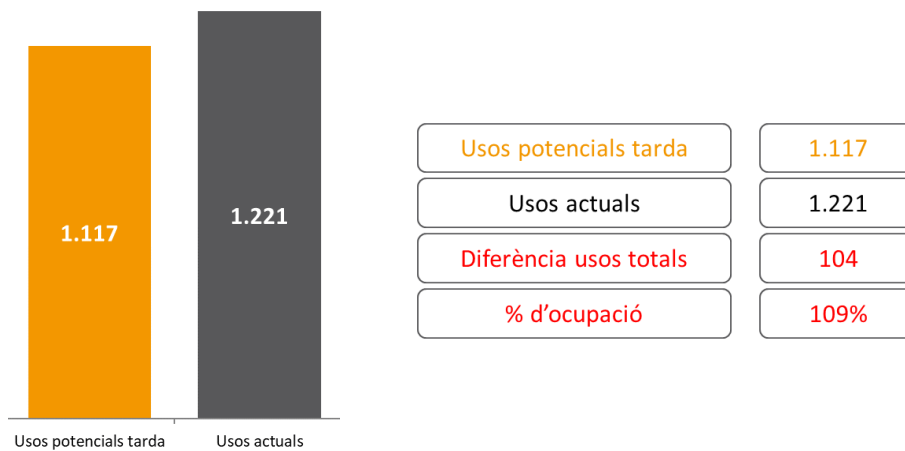 1.117
1.221
Usos potencials tarda
Usos actuals
Usos potencials tarda 1.117
Usos actuals 1.221
Diferència usos totals 104
% d’ocupació 109%